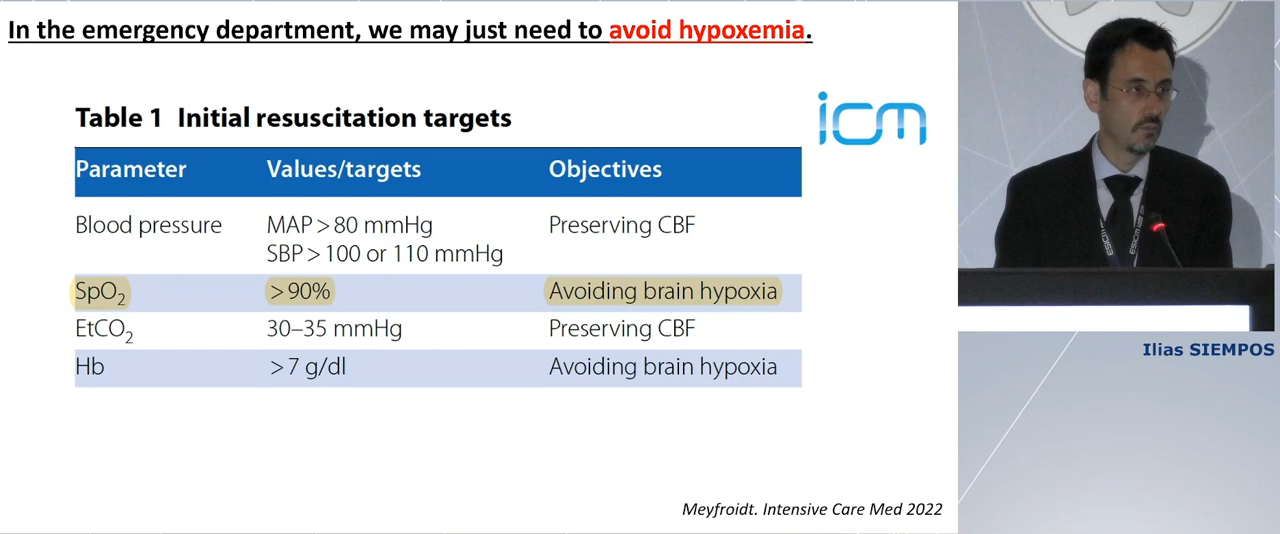 In the emergency department, we may just need to avoid hypoxemia.
Table 1 Initial resuscitation targets
icm
Parameter Values/targets Objectives
Blood pressure MAP > 80 mmHg Preserving CBF
SBP > 100 or 110 mmHg
SpO₂ > 90% Avoiding brain hypoxia
EtCO₂ 30–35 mmHg Preserving CBF
Hb > 7 g/dl Avoiding brain hypoxia
Meyfroidt. Intensive Care Med 2022
ESICM
Ilias SIEMPOS